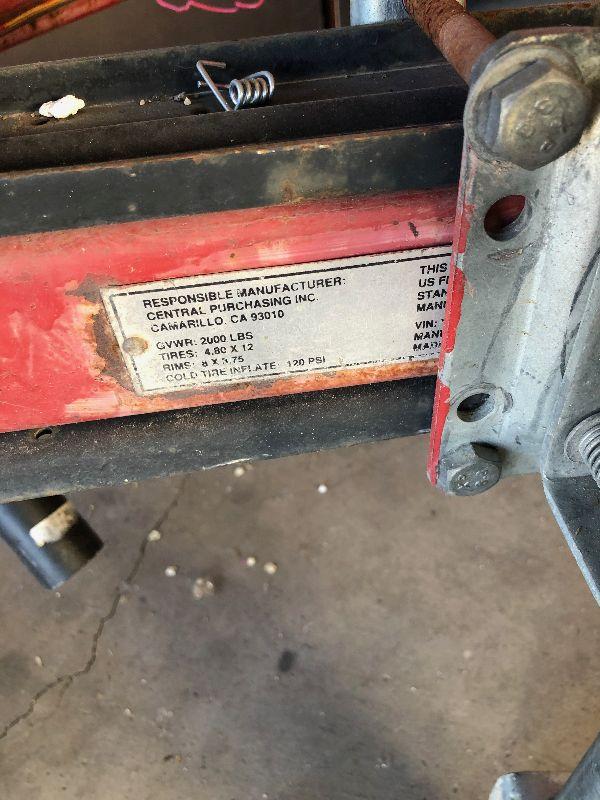 RESPONSIBLE MANUFACTURER:
CENTRAL PURCHASING INC.
CAMARILLO, CA 93010
GVWR: 2000 LBS
TIRES: 4.80 X 12
RIMS: 8 X 3.75
COLD TIRE INFLATE: 120 PSI
THIS
US F
STAN
MANU
VIN:
MANU
MADE